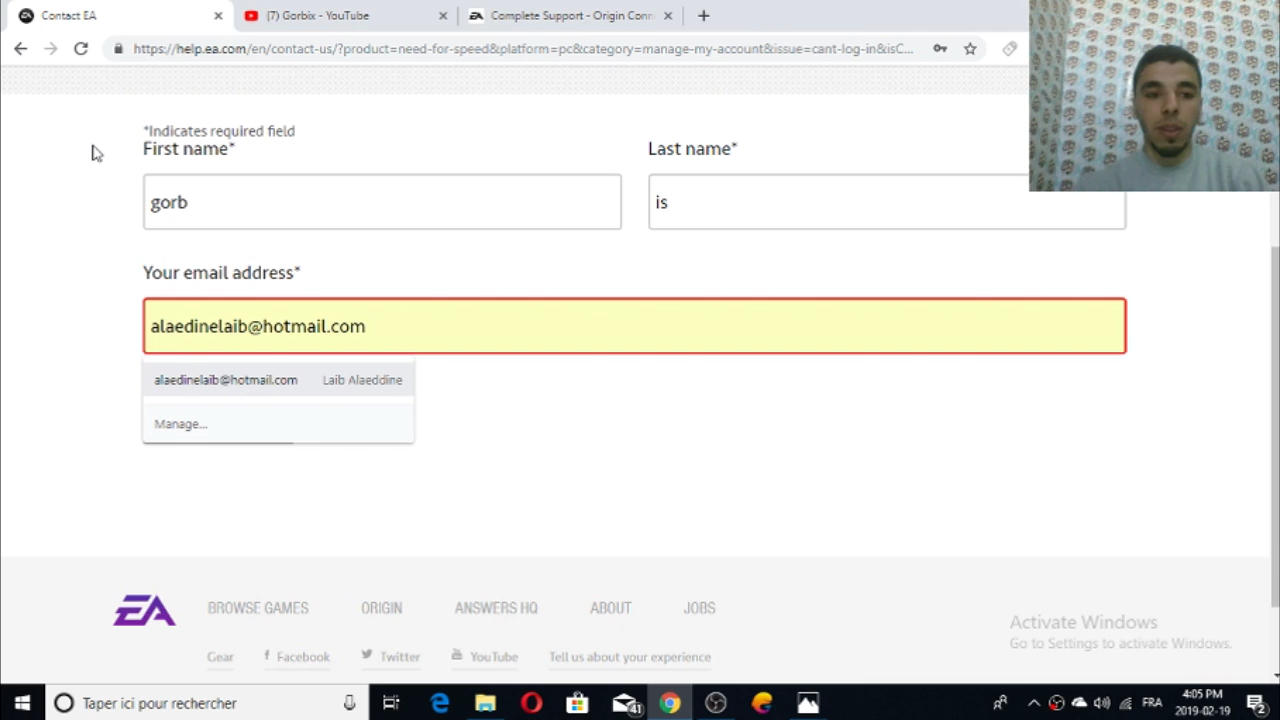 Contact EA
(7) Gorbix - YouTube
Complete Support - Origin Conn
https://help.ea.com/en/contact-us/?product=need-for-speed&platform=pc&category=manage-my-account&issue=cant-log-in&isC...
*Indicates required field
First name*
Last name*
gorb
is
Your email address*
alaedinelaib@hotmail.com
alaedinelaib@hotmail.com Laib Alaeddine
Manage...
EA
BROWSE GAMES ORIGIN ANSWERS HQ ABOUT JOBS
Activate Windows
Go to Settings to activate Windows.
Gear Facebook Twitter YouTube Tell us about your experience
Taper ici pour rechercher
41
FRA
4:05 PM
2019-02-19
2